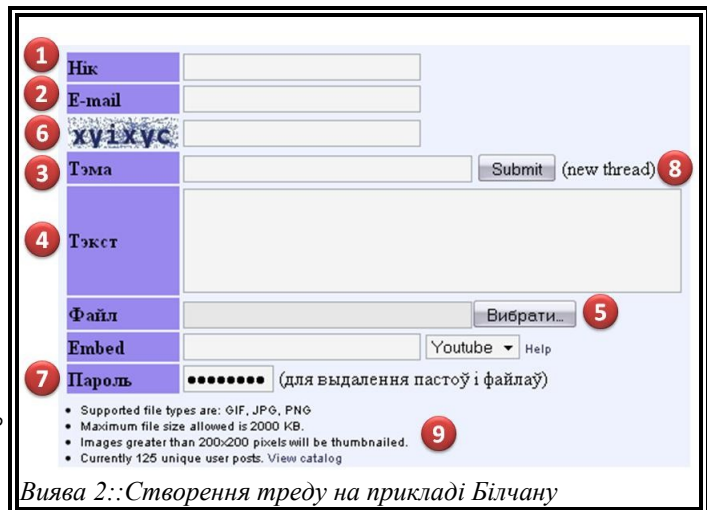 1 Нік
2 E-mail
6 xvixyc
3 Тэма Submit (new thread) 8
4 Тэкст
Файл Вибрати... 5
Embed Youtube Help
7 Пароль ●●●●●●●● (для выдалення пастоў і файлаў)
• Supported file types are: GIF, JPG, PNG
• Maximum file size allowed is 2000 KB.
• Images greater than 200x200 pixels will be thumbnailed. 9
• Currently 125 unique user posts. View catalog
Виява 2::Створення треду на прикладі Білчану